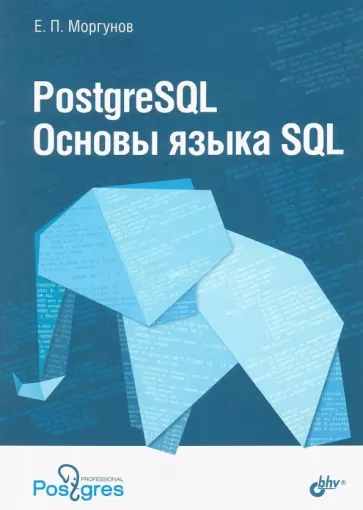 Е. П. Моргунов
PostgreSQL
Основы языка SQL
PROFESSIONAL
Postgres
bhv®